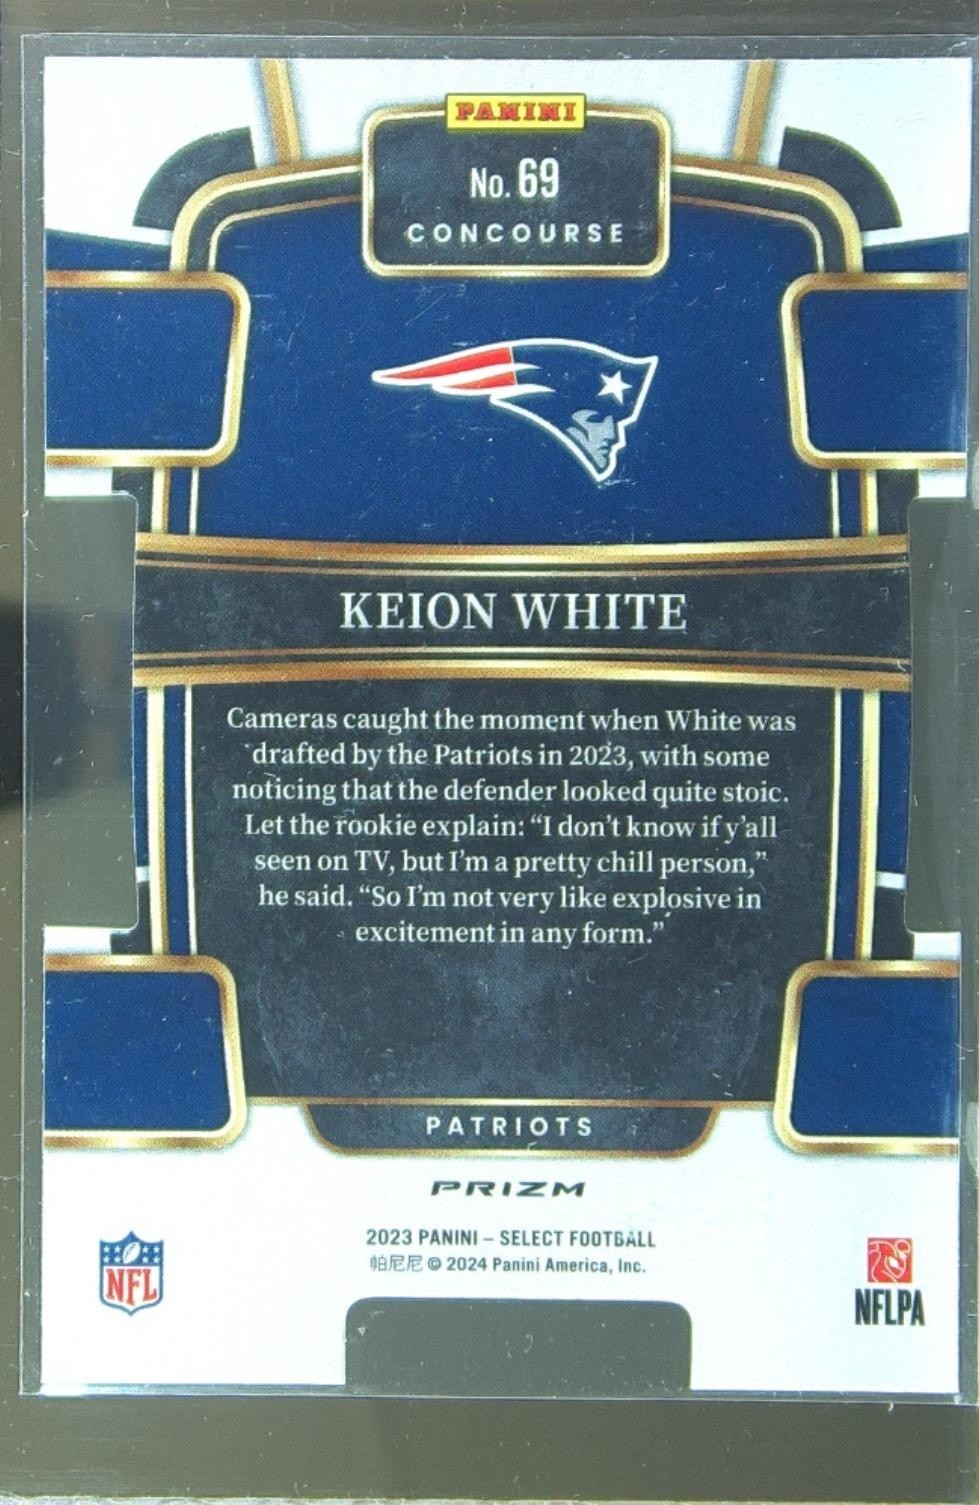 PANINI
No. 69
CONCOURSE
KEION WHITE
Cameras caught the moment when White was
drafted by the Patriots in 2023, with some
noticing that the defender looked quite stoic.
Let the rookie explain: “I don’t know if y’all
seen on TV, but I’m a pretty chill person,”
he said. “So I’m not very like explosive in
excitement in any form.”
PATRIOTS
PRIZM
2023 PANINI – SELECT FOOTBALL
帕尼尼 © 2024 Panini America, Inc.
NFL
NFLPA